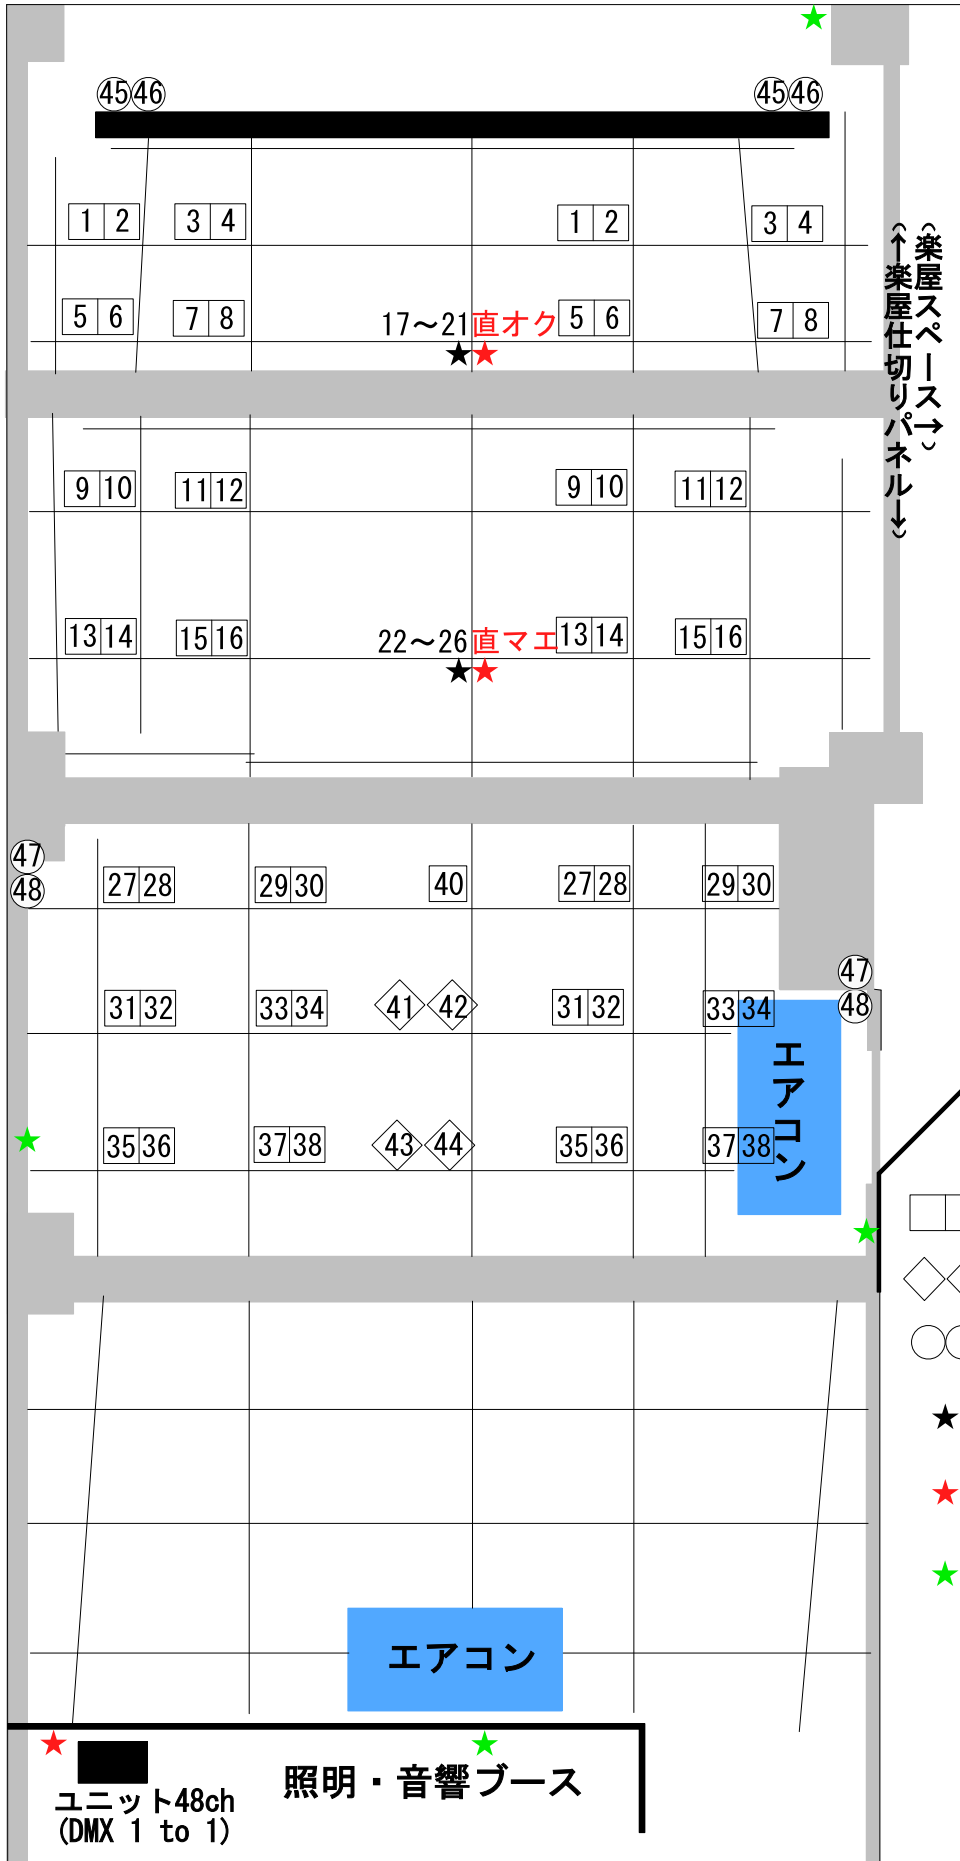 45 46 45 46
1 2 3 4 1 2 3 4
(楽屋スペース→)
(↑楽屋仕切りパネル↓)
5 6 7 8 17～21 直オク 5 6 7 8
★★
9 10 11 12 9 10 11 12
13 14 15 16 22～26 直マエ 13 14 15 16
★★
47
48
27 28 29 30 40 27 28 29 30
47
48
31 32 33 34 41 42 31 32 33 34
エアコン
35 36 37 38 43 44 35 36 37 38
エアコン
照明・音響ブース
ユニット48ch
(DMX 1 to 1)